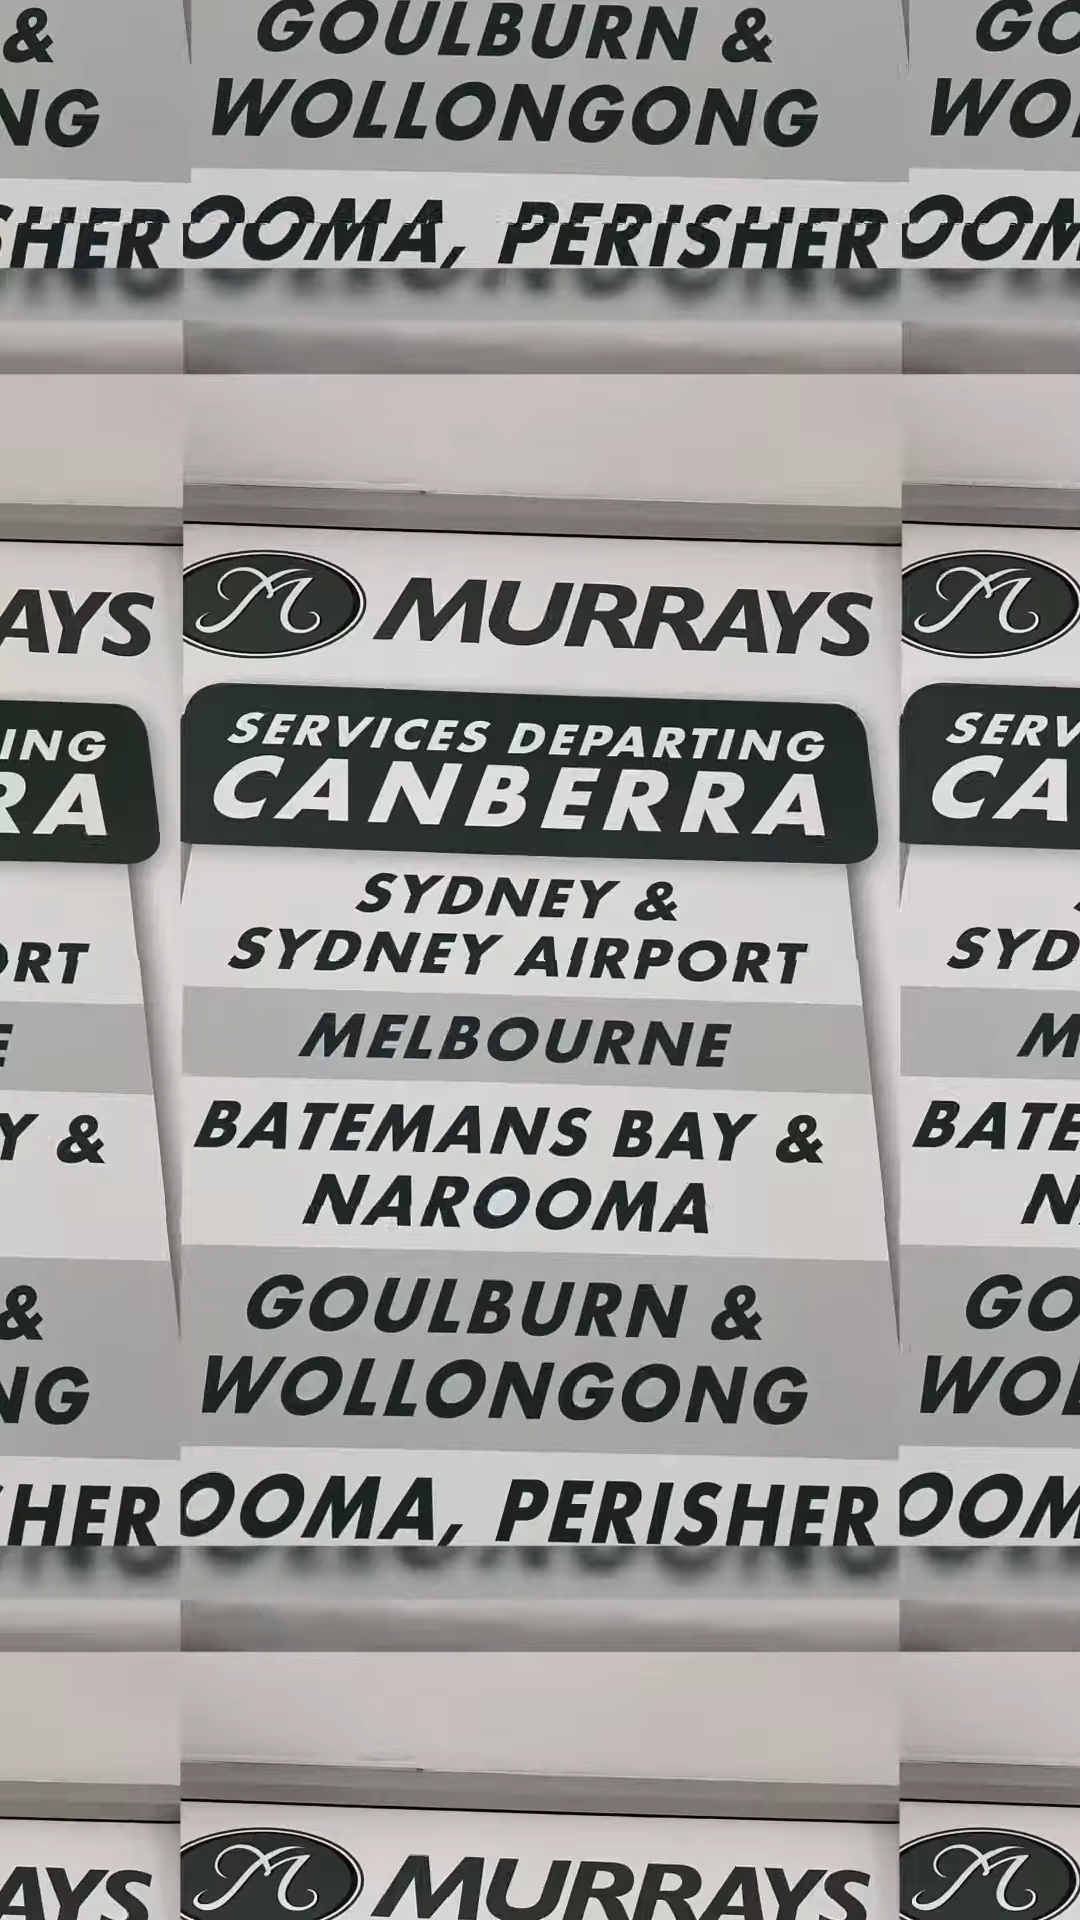 GOULBURN &
WOLLONGONG
OOMA, PERISHER
MURRAYS
SERVICES DEPARTING
CANBERRA
SYDNEY &
SYDNEY AIRPORT
MELBOURNE
BATEMANS BAY &
NAROOMA
GOULBURN &
WOLLONGONG
OOMA, PERISHER
MURRAYS